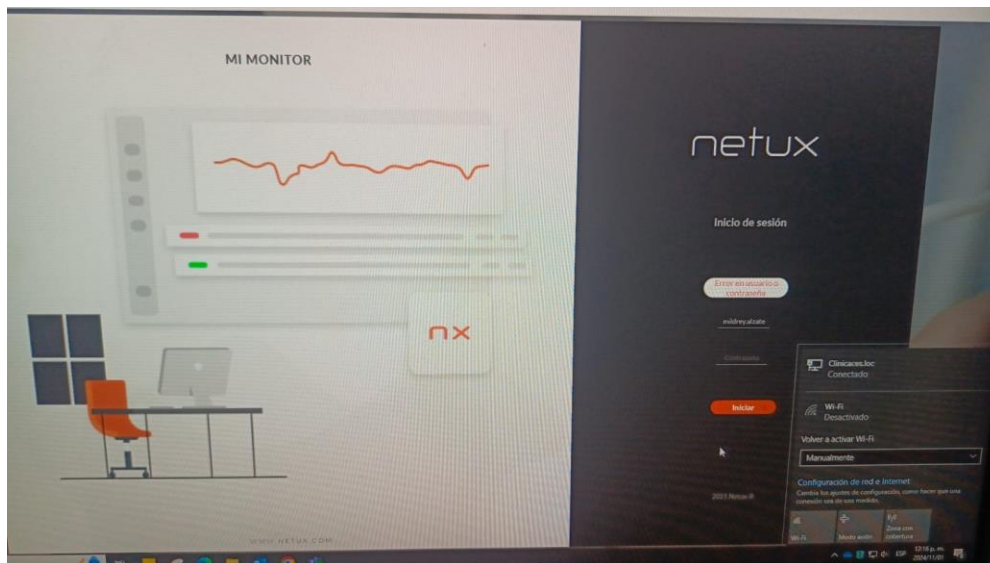 MI MONITOR
nx
WWW.NETUX.COM
netux
Inicio de sesión
Error en usuario o
contraseña
mildrey.alzate
Contraseña
Iniciar
2021 Netux ®
Clinicaces.loc
Conectado
Wi-Fi
Desactivado
Volver a activar Wi-Fi
Manualmente
Configuración de red e Internet
Cambia los ajustes de configuración, como hacer que una
conexión sea de uso medido.
Wi-Fi
Modo avión
Zona con
cobertura
ESP
12:16 p. m.
2024/11/01